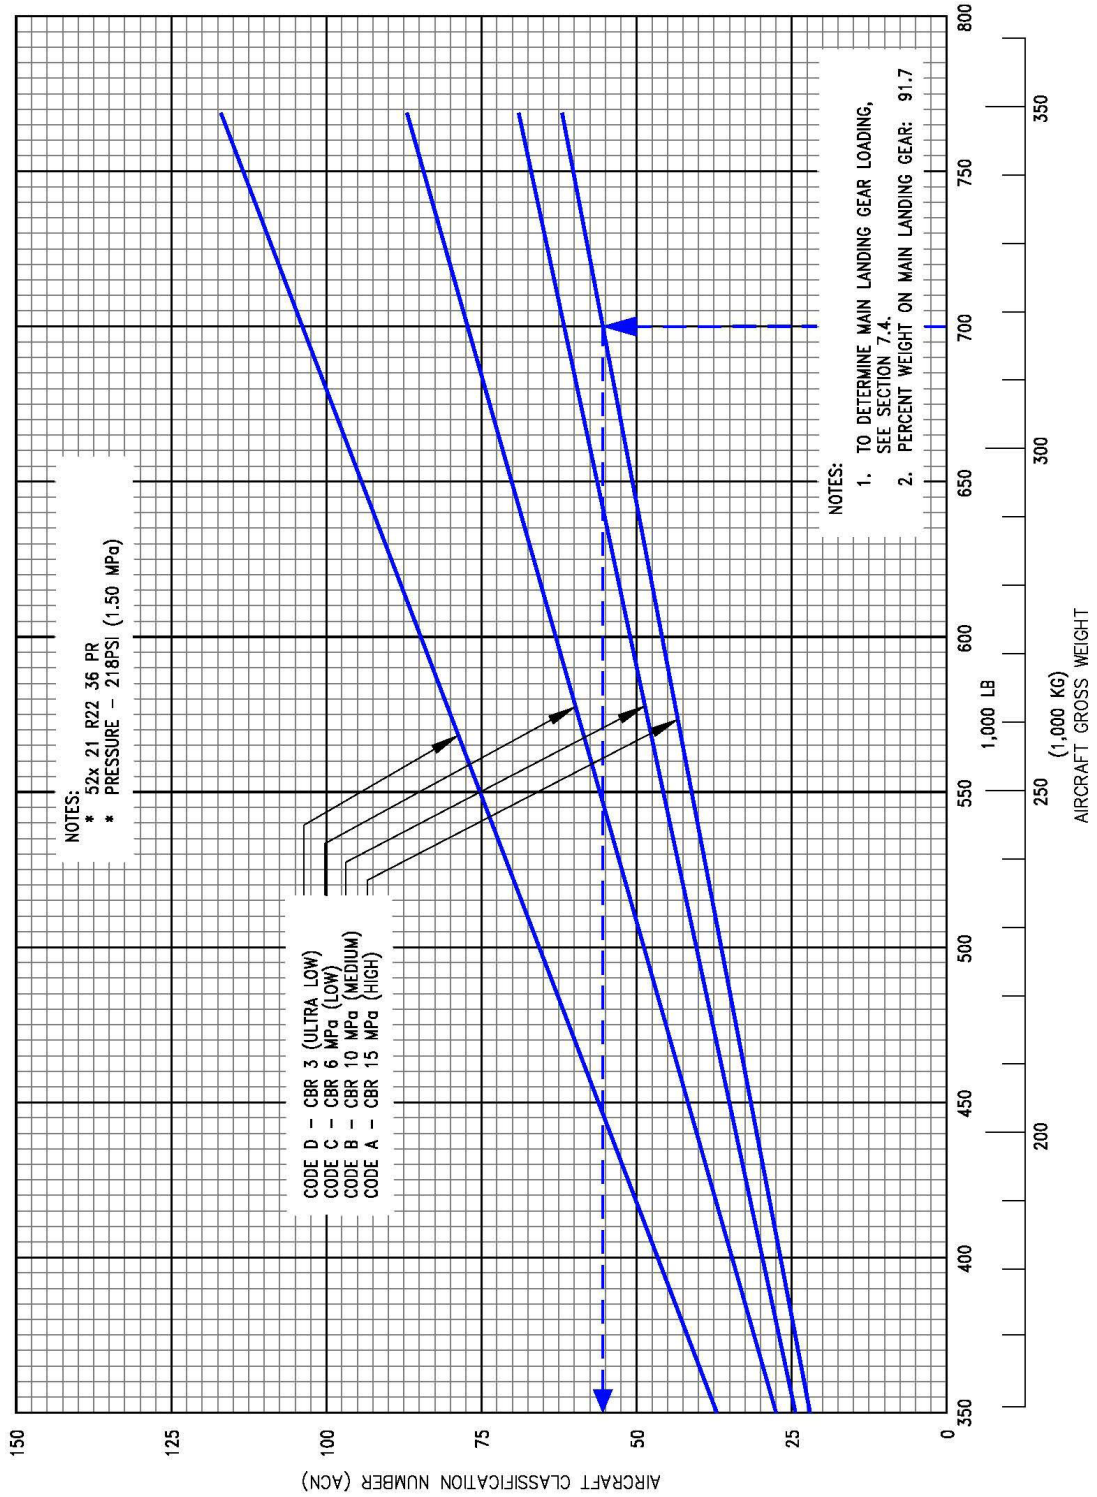 AIRCRAFT CLASSIFICATION NUMBER (ACN)
150
125
100
75
50
25
0
NOTES:
* 52x 21 R22 36 PR
* PRESSURE - 218PSI (1.50 MPa)
CODE D - CBR 3 (ULTRA LOW)
CODE C - CBR 6 MPa (LOW)
CODE B - CBR 10 MPa (MEDIUM)
CODE A - CBR 15 MPa (HIGH)
NOTES:
1. TO DETERMINE MAIN LANDING GEAR LOADING,
SEE SECTION 7.4.
2. PERCENT WEIGHT ON MAIN LANDING GEAR: 91.7
350
400
450
500
550
600
650
700
750
800
1,000 LB
200
250
300
350
(1,000 KG)
AIRCRAFT GROSS WEIGHT